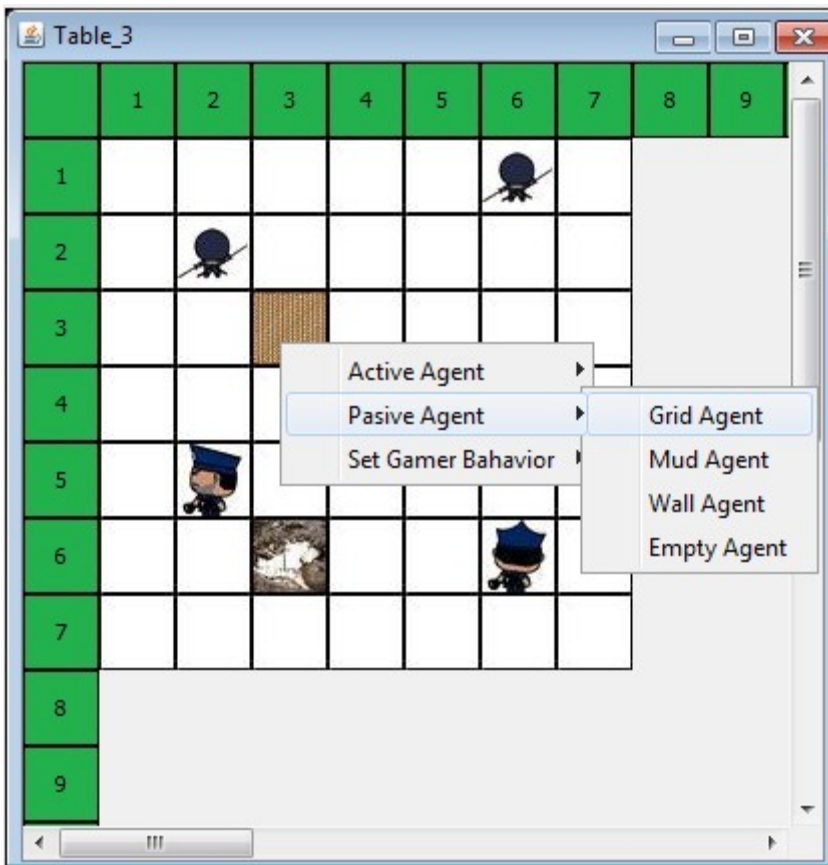 Table_3
1 2 3 4 5 6 7 8 9
1
2
3
4
5
6
7
8
9
Active Agent
Pasive Agent
Set Gamer Bahavior
Grid Agent
Mud Agent
Wall Agent
Empty Agent